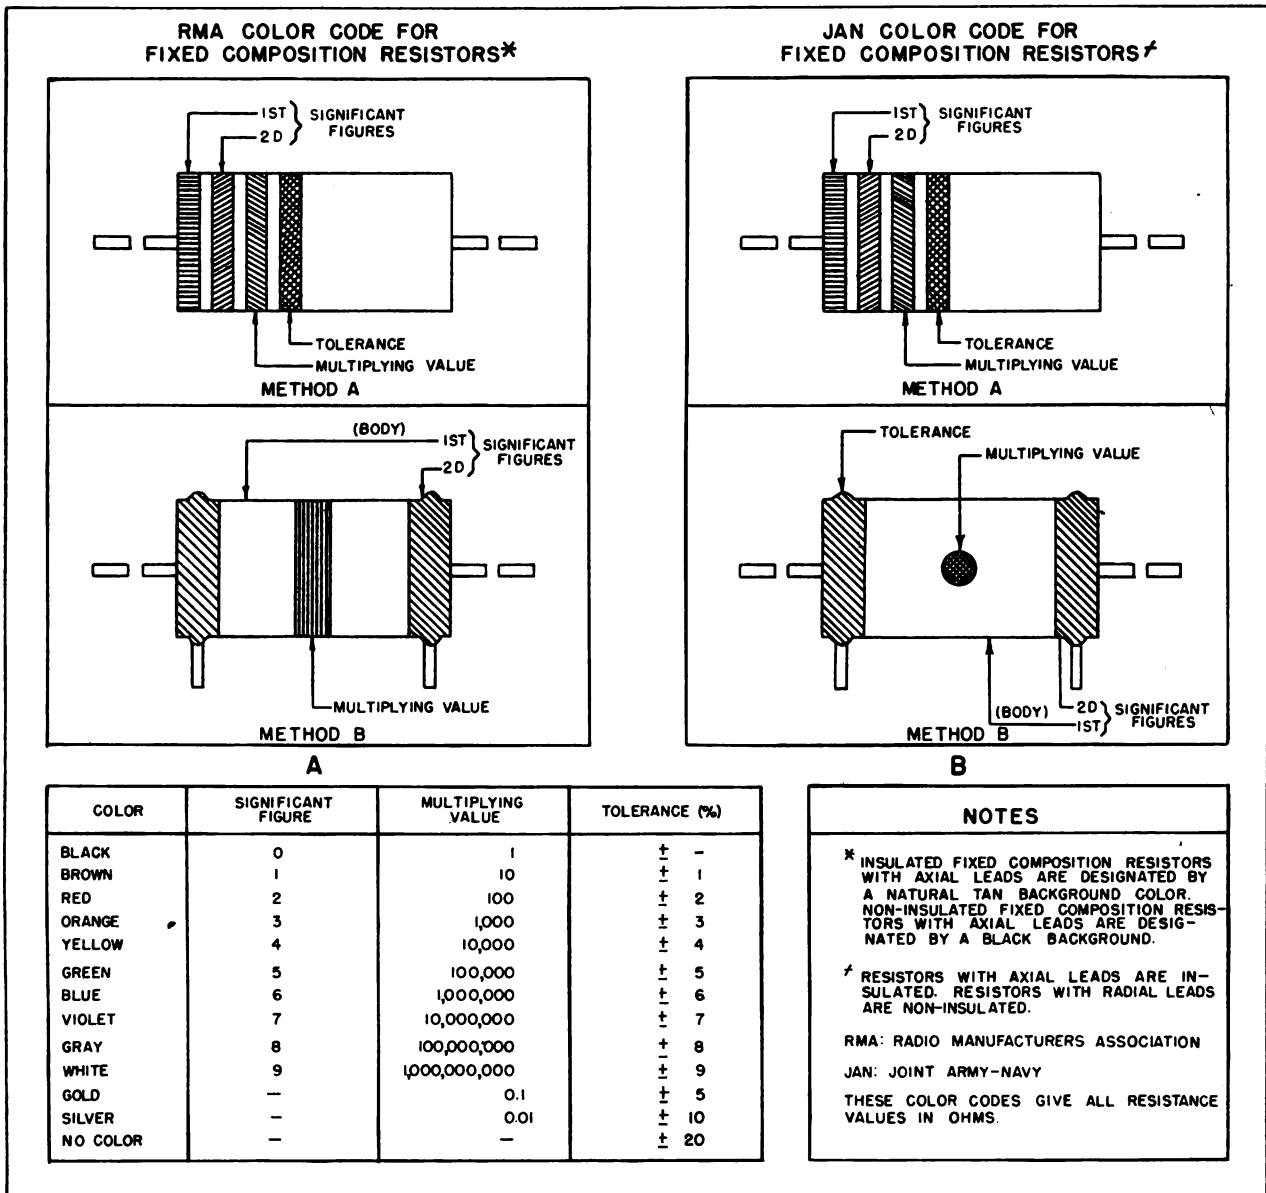 RMA COLOR CODE FOR
FIXED COMPOSITION RESISTORS*
1ST } SIGNIFICANT
2D FIGURES
TOLERANCE
MULTIPLYING VALUE
METHOD A
(BODY) 1ST } SIGNIFICANT
2D FIGURES
MULTIPLYING VALUE
METHOD B
A
JAN COLOR CODE FOR
FIXED COMPOSITION RESISTORS⌿
1ST } SIGNIFICANT
2D FIGURES
TOLERANCE
MULTIPLYING VALUE
METHOD A
TOLERANCE
MULTIPLYING VALUE
(BODY) 2D } SIGNIFICANT
1ST FIGURES
METHOD B
B
COLOR SIGNIFICANT FIGURE MULTIPLYING VALUE TOLERANCE (%)
BLACK 0 1 ± -
BROWN 1 10 ± 1
RED 2 100 ± 2
ORANGE 3 1,000 ± 3
YELLOW 4 10,000 ± 4
GREEN 5 100,000 ± 5
BLUE 6 1,000,000 ± 6
VIOLET 7 10,000,000 ± 7
GRAY 8 100,000,000 ± 8
WHITE 9 1,000,000,000 ± 9
GOLD — 0.1 ± 5
SILVER — 0.01 ± 10
NO COLOR — — ± 20
NOTES
* INSULATED FIXED COMPOSITION RESISTORS
WITH AXIAL LEADS ARE DESIGNATED BY
A NATURAL TAN BACKGROUND COLOR.
NON-INSULATED FIXED COMPOSITION RESIS-
TORS WITH AXIAL LEADS ARE DESIG-
NATED BY A BLACK BACKGROUND.
⌿ RESISTORS WITH AXIAL LEADS ARE IN-
SULATED. RESISTORS WITH RADIAL LEADS
ARE NON-INSULATED.
RMA: RADIO MANUFACTURERS ASSOCIATION
JAN: JOINT ARMY-NAVY
THESE COLOR CODES GIVE ALL RESISTANCE
VALUES IN OHMS.